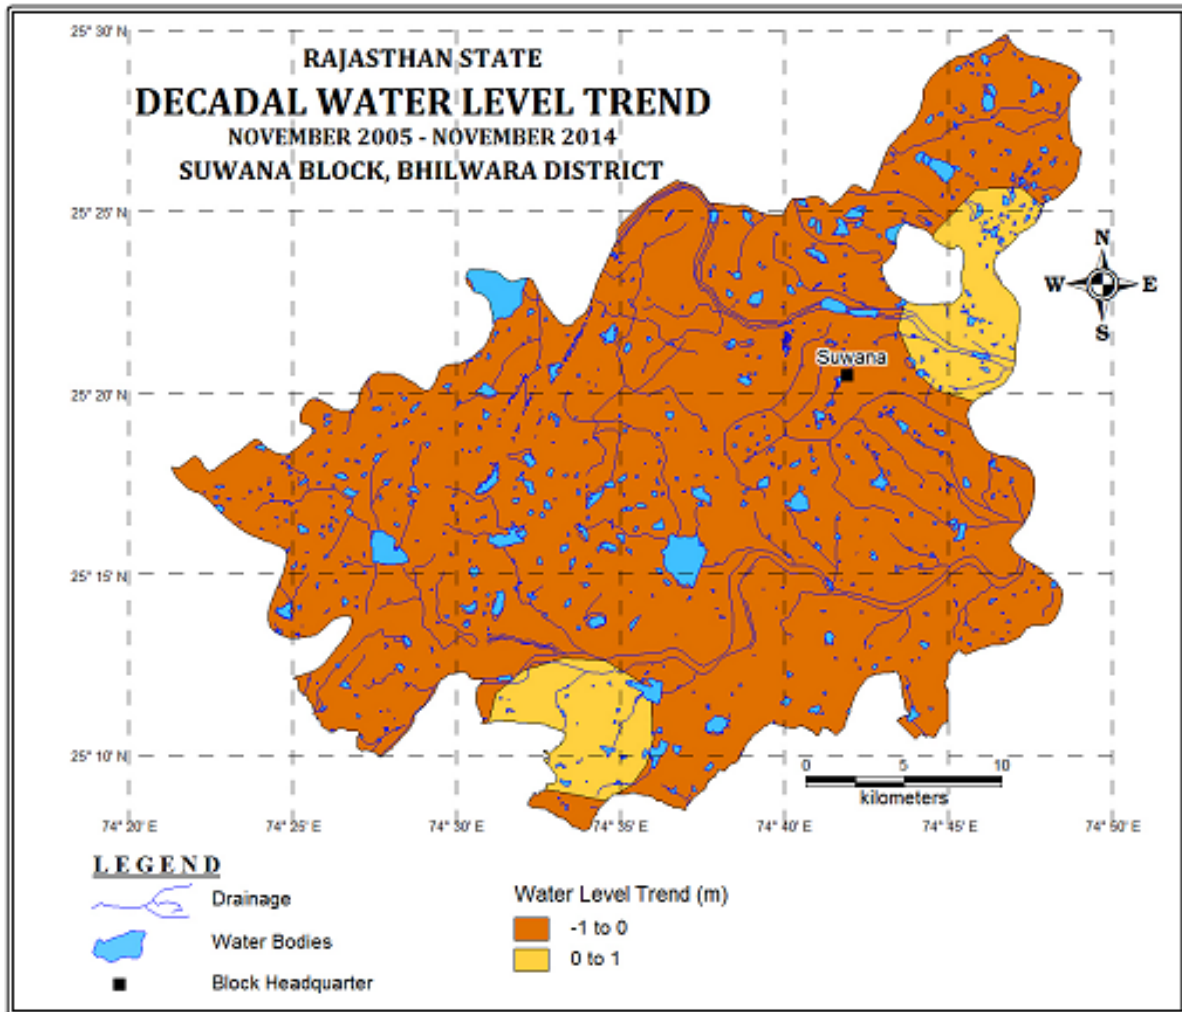 RAJASTHAN STATE
DECADAL WATER LEVEL TREND
NOVEMBER 2005 - NOVEMBER 2014
SUWANA BLOCK, BHILWARA DISTRICT
25° 30' N
25° 25' N
25° 20' N
25° 15' N
25° 10' N
N
W E
S
Suwana
0 5 10
kilometers
74° 20' E 74° 25' E 74° 30' E 74° 35' E 74° 40' E 74° 45' E 74° 50' E
LEGEND
Drainage
Water Bodies
Block Headquarter
Water Level Trend (m)
-1 to 0
0 to 1